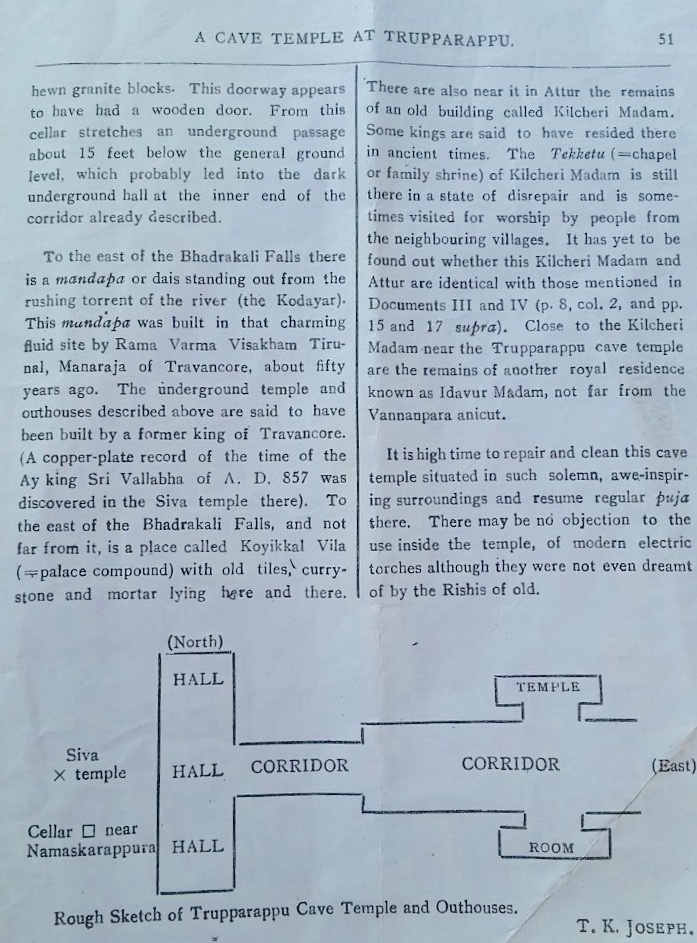 A CAVE TEMPLE AT TRUPPARAPPU.
51
hewn granite blocks. This doorway appears
to have had a wooden door. From this
cellar stretches an underground passage
about 15 feet below the general ground
level, which probably led into the dark
underground hall at the inner end of the
corridor already described.
To the east of the Bhadrakali Falls there
is a mandapa or dais standing out from the
rushing torrent of the river (the Kodayar).
This mundapa was built in that charming
fluid site by Rama Varma Visakham Tiru-
nal, Manaraja of Travancore, about fifty
years ago. The underground temple and
outhouses described above are said to have
been built by a former king of Travancore.
(A copper-plate record of the time of the
Ay king Sri Vallabha of A. D. 857 was
discovered in the Siva temple there). To
the east of the Bhadrakali Falls, and not
far from it, is a place called Koyikkal Vila
(=palace compound) with old tiles, curry-
stone and mortar lying here and there.
There are also near it in Attur the remains
of an old building called Kilcheri Madam.
Some kings are said to have resided there
in ancient times. The Tekketu (=chapel
or family shrine) of Kilcheri Madam is still
there in a state of disrepair and is some-
times visited for worship by people from
the neighbouring villages. It has yet to be
found out whether this Kilcheri Madam and
Attur are identical with those mentioned in
Documents III and IV (p. 8, col. 2, and pp.
15 and 17 supra). Close to the Kilcheri
Madam near the Trupparappu cave temple
are the remains of another royal residence
known as Idavur Madam, not far from the
Vannanpara anicut.
It is high time to repair and clean this cave
temple situated in such solemn, awe-inspir-
ing surroundings and resume regular puja
there. There may be no objection to the
use inside the temple, of modern electric
torches although they were not even dreamt
of by the Rishis of old.
(North)
HALL
TEMPLE
Siva
× temple
HALL
CORRIDOR
CORRIDOR
(East)
Cellar □ near
Namaskarappura
HALL
ROOM
Rough Sketch of Trupparappu Cave Temple and Outhouses.
T. K. JOSEPH.